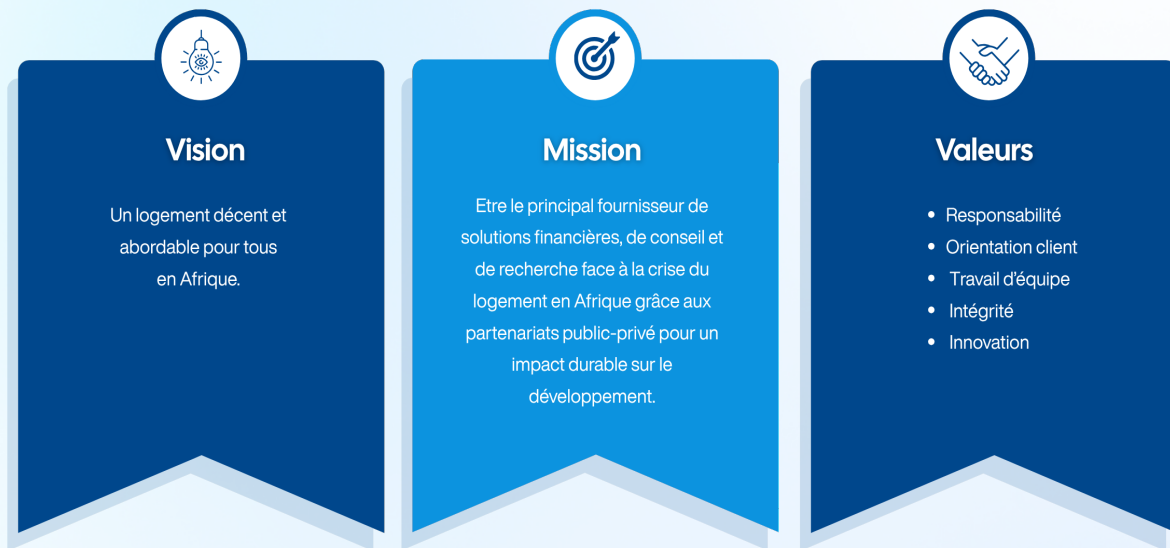 Vision
Un logement décent et
abordable pour tous
en Afrique.
Mission
Etre le principal fournisseur de
solutions financières, de conseil et
de recherche face à la crise du
logement en Afrique grâce aux
partenariats public-privé pour un
impact durable sur le
développement.
Valeurs
• Responsabilité
• Orientation client
• Travail d'équipe
• Intégrité
• Innovation